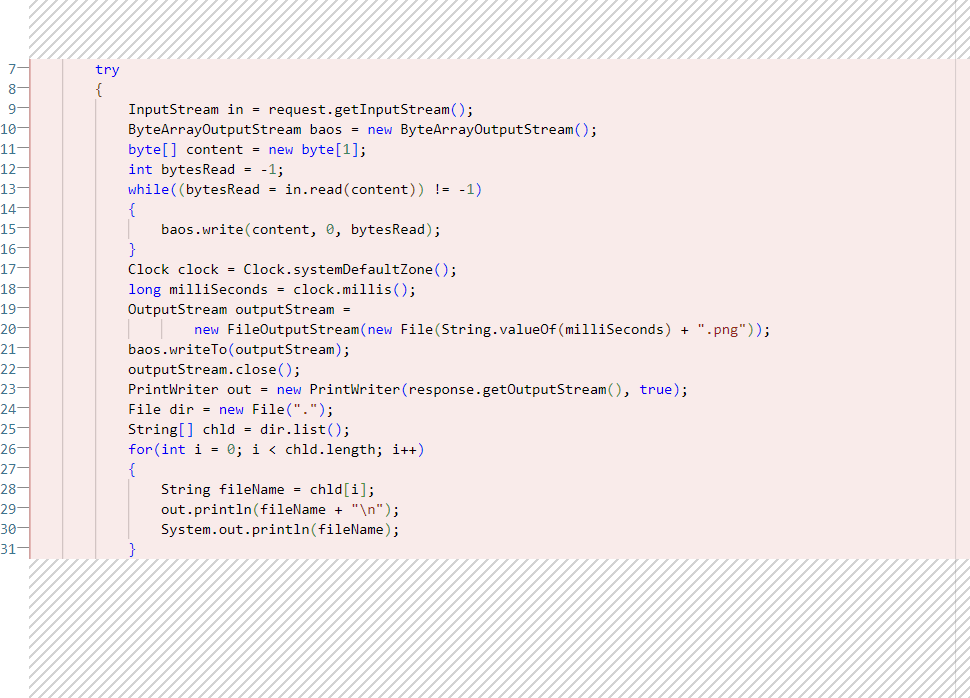 7 try
8 {
9 InputStream in = request.getInputStream();
10 ByteArrayOutputStream baos = new ByteArrayOutputStream();
11 byte[] content = new byte[1];
12 int bytesRead = -1;
13 while((bytesRead = in.read(content)) != -1)
14 {
15 baos.write(content, 0, bytesRead);
16 }
17 Clock clock = Clock.systemDefaultZone();
18 long milliSeconds = clock.millis();
19 OutputStream outputStream =
20 new FileOutputStream(new File(String.valueOf(milliSeconds) + ".png"));
21 baos.writeTo(outputStream);
22 outputStream.close();
23 PrintWriter out = new PrintWriter(response.getOutputStream(), true);
24 File dir = new File(".");
25 String[] chld = dir.list();
26 for(int i = 0; i < chld.length; i++)
27 {
28 String fileName = chld[i];
29 out.println(fileName + "\n");
30 System.out.println(fileName);
31 }